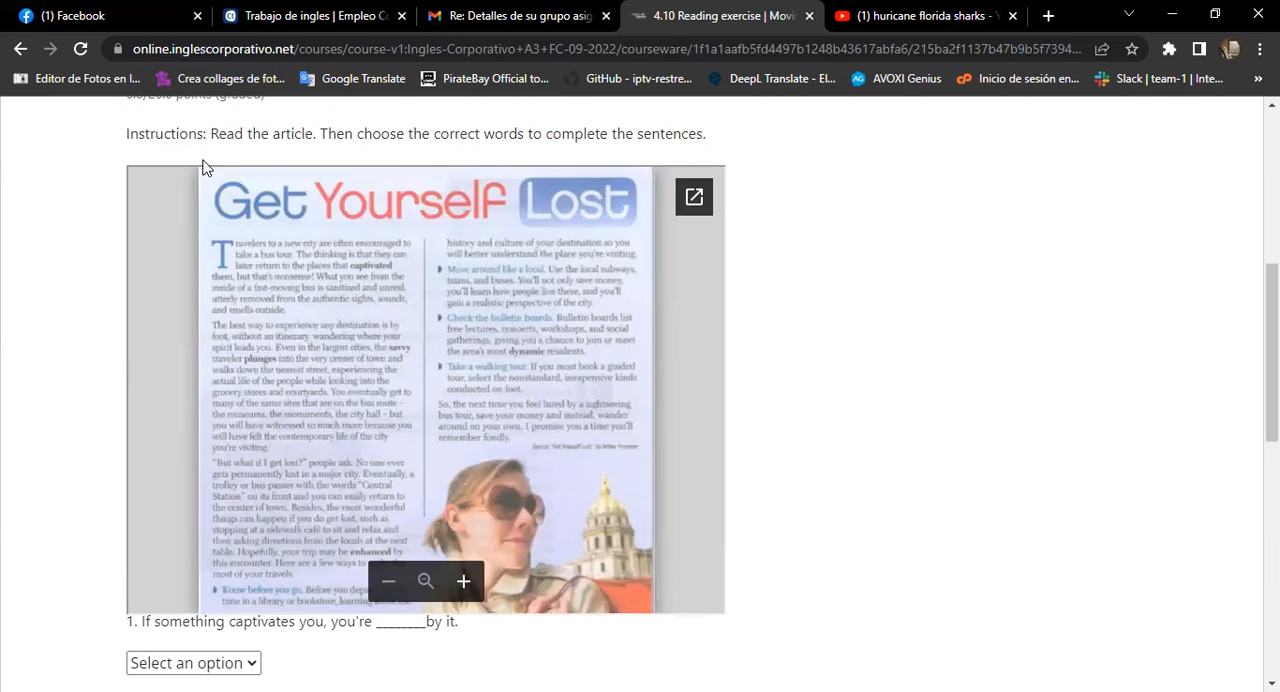 (1) Facebook
Trabajo de ingles | Empleo Co
Re: Detalles de su grupo asig
4.10 Reading exercise | Movi
(1) huricane florida sharks - Y
online.inglescorporativo.net/courses/course-v1:Ingles-Corporativo+A3+FC-09-2022/courseware/1f1a1aafb5fd4497b1248b43617abfa6/215ba2f1137b47b9b5f7394...
Editor de Fotos en l...
Crea collages de fot...
Google Translate
PirateBay Official to...
GitHub - iptv-restre...
DeepL Translate - El...
AVOXI Genius
Inicio de sesión en...
Slack | team-1 | Inte...
»
points (graded)
Instructions: Read the article. Then choose the correct words to complete the sentences.
Get Yourself Lost
Travelers to a new city are often encouraged to
take a bus tour. The thinking is that they can
later return to the places that captivated
them, but that's nonsense! What you see from the
inside of a fast-moving bus is sanitized and unreal,
utterly removed from the authentic sights, sounds,
and smells outside.
The best way to experience any destination is by
foot, without an itinerary, wandering where your
spirit leads you. Even in the largest cities, the savvy
traveler plunges into the very center of town and
walks down the nearest street, experiencing the
actual life of the people while looking into the
grocery stores and courtyards. You eventually get to
many of the same sites that are on the bus route –
the museums, the monuments, the city hall – but
you will have witnessed so much more because you
will have felt the contemporary life of the city
you're visiting.
"But what if I get lost?" people ask. No one ever
gets permanently lost in a major city. Eventually, a
trolley or bus passes with the words "Central
Station" on its front and you can easily return to
the center of town. Besides, the most wonderful
things can happen if you do get lost, such as
stopping at a sidewalk café to sit and relax and
then asking directions from the locals at the next
table. Hopefully, your trip may be enhanced by
this encounter. Here are a few ways to
most of your travels.
Know before you go. Before you
time in a library or bookstore, learning
history and culture of your destination so you
will better understand the place you're visiting.
Move around like a local. Use the local subways,
trams, and buses. You'll not only save money,
you'll learn how people live there, and you'll
gain a realistic perspective of the city.
Check the bulletin boards. Bulletin boards list
free lectures, concerts, workshops, and social
gatherings, giving you a chance to join or meet
the area's most dynamic residents.
Take a walking tour. If you must book a guided
tour, select the nonstandard, inexpensive kinds
conducted on foot.
So, the next time you feel lured by a sightseeing
bus tour, save your money and instead, wander
around on your own. I promise you a time you'll
remember fondly.
1. If something captivates you, you're ________by it.
Select an option